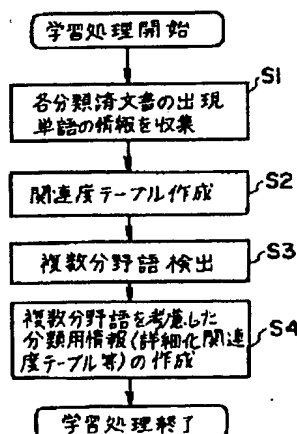 学習処理開始
S1
各分類済文書の出現
単語の情報を収集
S2
関連度テーブル作成
S3
複数分野語検出
S4
複数分野語を考慮した
分類用情報(詳細化関連
度テーブル等)の作成
学習処理終了